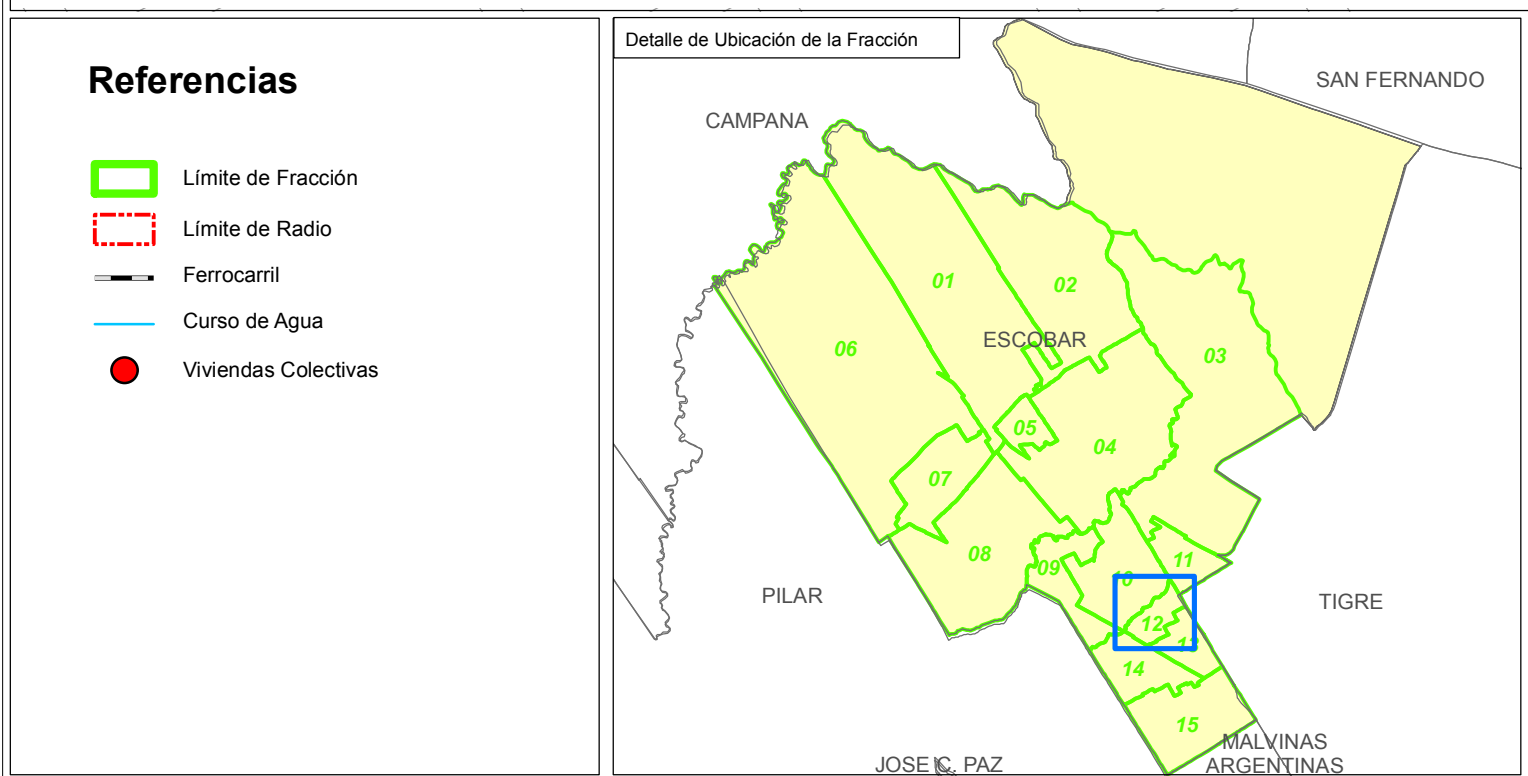 Referencias
Límite de Fracción
Límite de Radio
Ferrocarril
Curso de Agua
Viviendas Colectivas
Detalle de Ubicación de la Fracción
SAN FERNANDO
CAMPANA
01
02
ESCOBAR
03
06
05
04
07
08
09
10
11
PILAR
TIGRE
12
13
14
15
MALVINAS
ARGENTINAS
JOSE C. PAZ